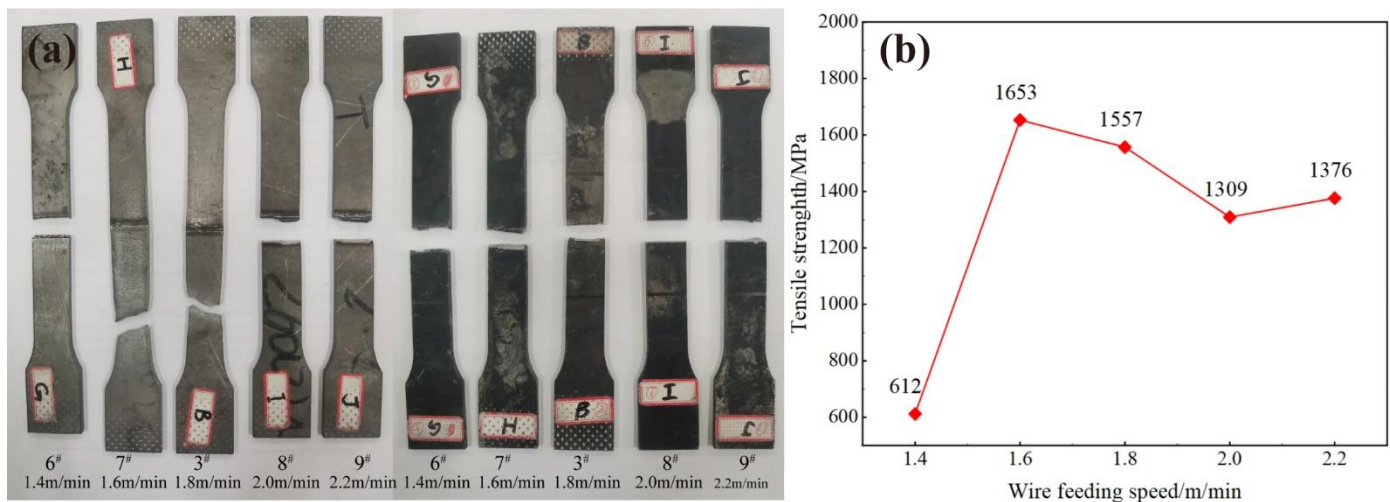 (a)
H
B
I
G
S
J
T
G
B
I
J
I
G
H
B
J
6# 7# 3# 8# 9# 6# 7# 3# 8# 9#
1.4m/min 1.6m/min 1.8m/min 2.0m/min 2.2m/min 1.4m/min 1.6m/min 1.8m/min 2.0m/min 2.2m/min
(b)
Tensile strenghth/MPa
2000
1800
1600
1400
1200
1000
800
600
612
1653
1557
1309
1376
1.4 1.6 1.8 2.0 2.2
Wire feeding speed/m/min